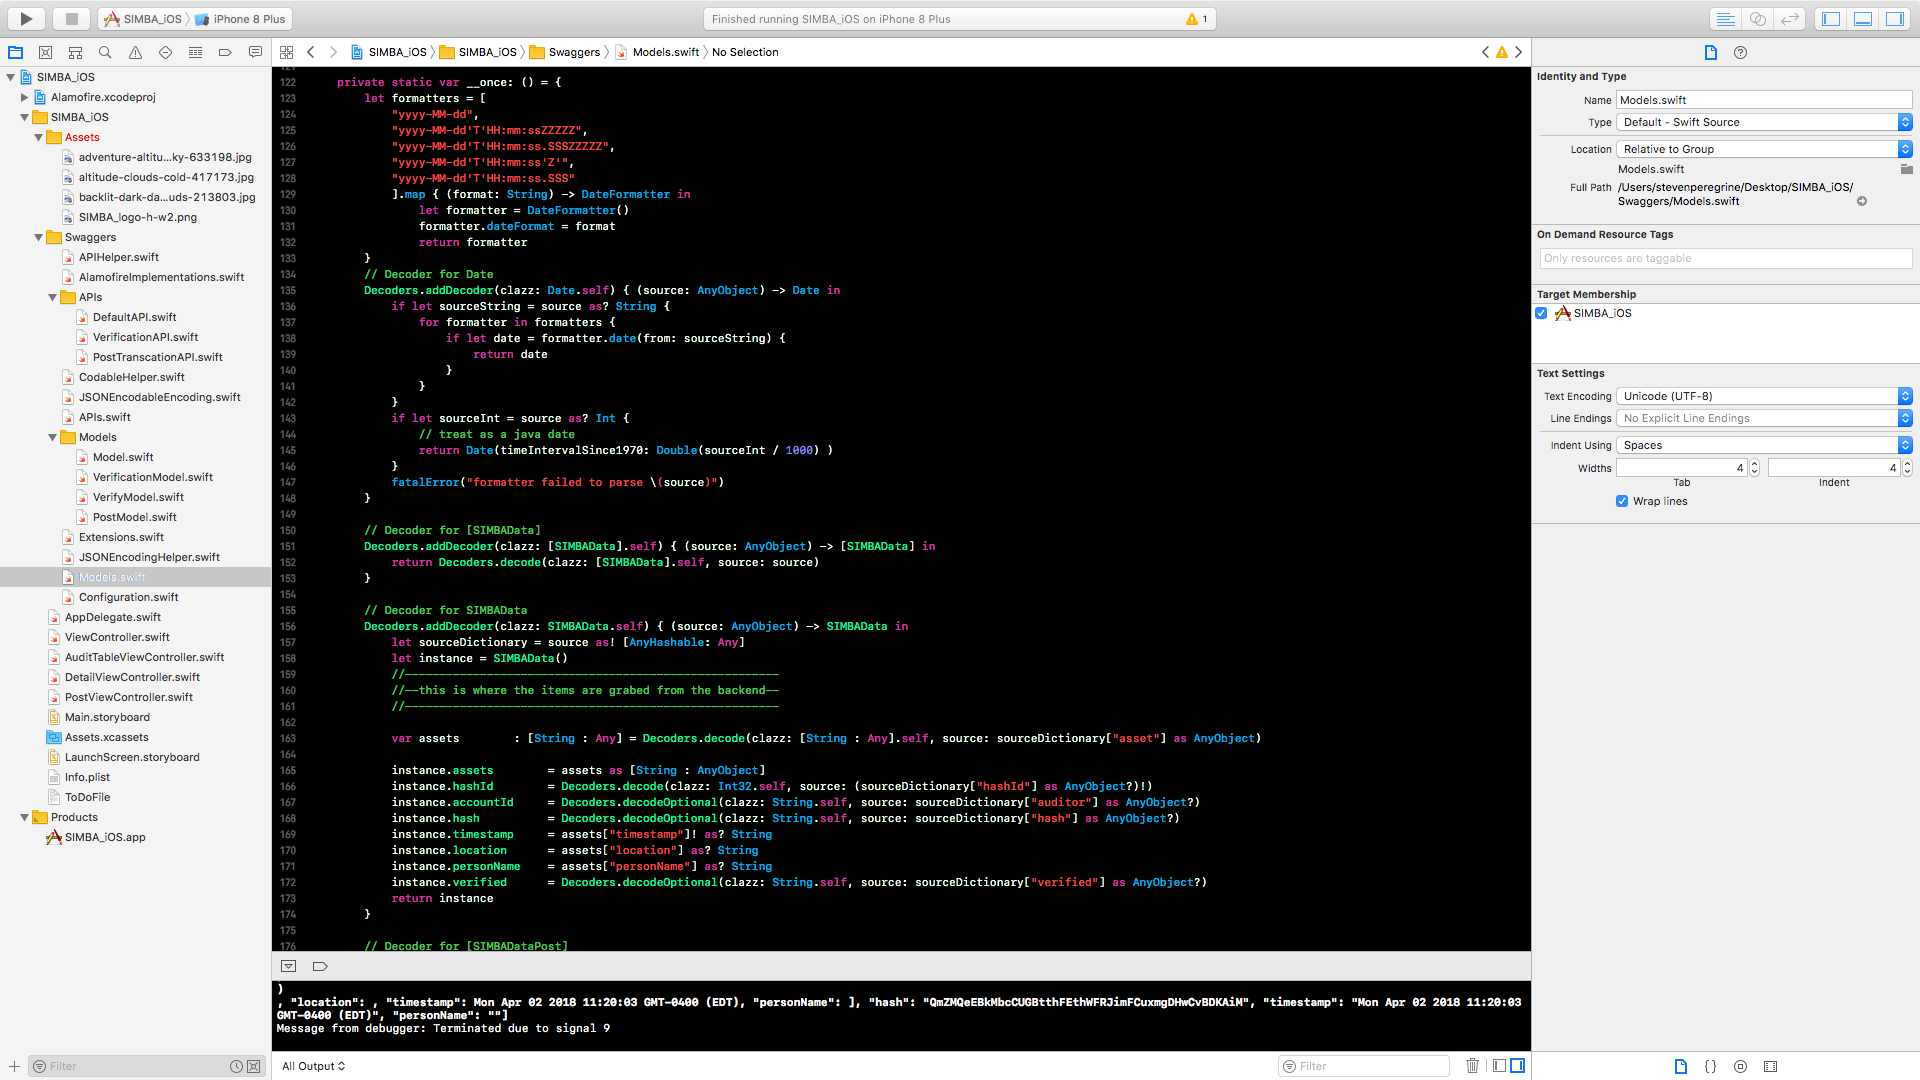 SIMBA_iOS
iPhone 8 Plus
Finished running SIMBA_iOS on iPhone 8 Plus
1
SIMBA_iOS
SIMBA_iOS
Swaggers
Models.swift
No Selection
SIMBA_iOS
Alamofire.xcodeproj
SIMBA_iOS
Assets
adventure-altitu...ky-633198.jpg
altitude-clouds-cold-417173.jpg
backlit-dark-da...uds-213803.jpg
SIMBA_logo-h-w2.png
Swaggers
APIHelper.swift
AlamofireImplementations.swift
APIs
DefaultAPI.swift
VerificationAPI.swift
PostTranscationAPI.swift
CodableHelper.swift
JSONEncodableEncoding.swift
APIs.swift
Models
Model.swift
VerificationModel.swift
VerifyModel.swift
PostModel.swift
Extensions.swift
JSONEncodingHelper.swift
Models.swift
Configuration.swift
AppDelegate.swift
ViewController.swift
AuditTableViewController.swift
DetailViewController.swift
PostViewController.swift
Main.storyboard
Assets.xcassets
LaunchScreen.storyboard
Info.plist
ToDoFile
Products
SIMBA_iOS.app
Filter
122 private static var __once: () = {
123 let formatters = [
124 "yyyy-MM-dd",
125 "yyyy-MM-dd'T'HH:mm:ssZZZZZ",
126 "yyyy-MM-dd'T'HH:mm:ss.SSSZZZZZ",
127 "yyyy-MM-dd'T'HH:mm:ss'Z'",
128 "yyyy-MM-dd'T'HH:mm:ss.SSS"
129 ].map { (format: String) -> DateFormatter in
130 let formatter = DateFormatter()
131 formatter.dateFormat = format
132 return formatter
133 }
134 // Decoder for Date
135 Decoders.addDecoder(clazz: Date.self) { (source: AnyObject) -> Date in
136 if let sourceString = source as? String {
137 for formatter in formatters {
138 if let date = formatter.date(from: sourceString) {
139 return date
140 }
141 }
142 }
143 if let sourceInt = source as? Int {
144 // treat as a java date
145 return Date(timeIntervalSince1970: Double(sourceInt / 1000) )
146 }
147 fatalError("formatter failed to parse \(source)")
148 }
149
150 // Decoder for [SIMBAData]
151 Decoders.addDecoder(clazz: [SIMBAData].self) { (source: AnyObject) -> [SIMBAData] in
152 return Decoders.decode(clazz: [SIMBAData].self, source: source)
153 }
154
155 // Decoder for SIMBAData
156 Decoders.addDecoder(clazz: SIMBAData.self) { (source: AnyObject) -> SIMBAData in
157 let sourceDictionary = source as! [AnyHashable: Any]
158 let instance = SIMBAData()
159 //-------------------------------------------------------
160 //--this is where the items are grabed from the backend--
161 //-------------------------------------------------------
162
163 var assets : [String : Any] = Decoders.decode(clazz: [String : Any].self, source: sourceDictionary["asset"] as AnyObject)
164
165 instance.assets = assets as [String : AnyObject]
166 instance.hashId = Decoders.decode(clazz: Int32.self, source: (sourceDictionary["hashId"] as AnyObject?)!)
167 instance.accountId = Decoders.decodeOptional(clazz: String.self, source: sourceDictionary["auditor"] as AnyObject?)
168 instance.hash = Decoders.decodeOptional(clazz: String.self, source: sourceDictionary["hash"] as AnyObject?)
169 instance.timestamp = assets["timestamp"]! as? String
170 instance.location = assets["location"] as? String
171 instance.personName = assets["personName"] as? String
172 instance.verified = Decoders.decodeOptional(clazz: String.self, source: sourceDictionary["verified"] as AnyObject?)
173 return instance
174 }
175
176 // Decoder for [SIMBADataPost]
)
, "location": , "timestamp": Mon Apr 02 2018 11:20:03 GMT-0400 (EDT), "personName": ], "hash": "QmZMQeEBkMbcCUGBtthFEthWFRJimFCuxmgDHwCvBDKAiM", "timestamp": "Mon Apr 02 2018 11:20:03
GMT-0400 (EDT)", "personName": ""]
Message from debugger: Terminated due to signal 9
All Output
Filter
Identity and Type
Name Models.swift
Type Default - Swift Source
Location Relative to Group
Models.swift
Full Path /Users/stevenperegrine/Desktop/SIMBA_iOS/
Swaggers/Models.swift
On Demand Resource Tags
Only resources are taggable
Target Membership
SIMBA_iOS
Text Settings
Text Encoding Unicode (UTF-8)
Line Endings No Explicit Line Endings
Indent Using Spaces
Widths 4 4
Tab Indent
Wrap lines